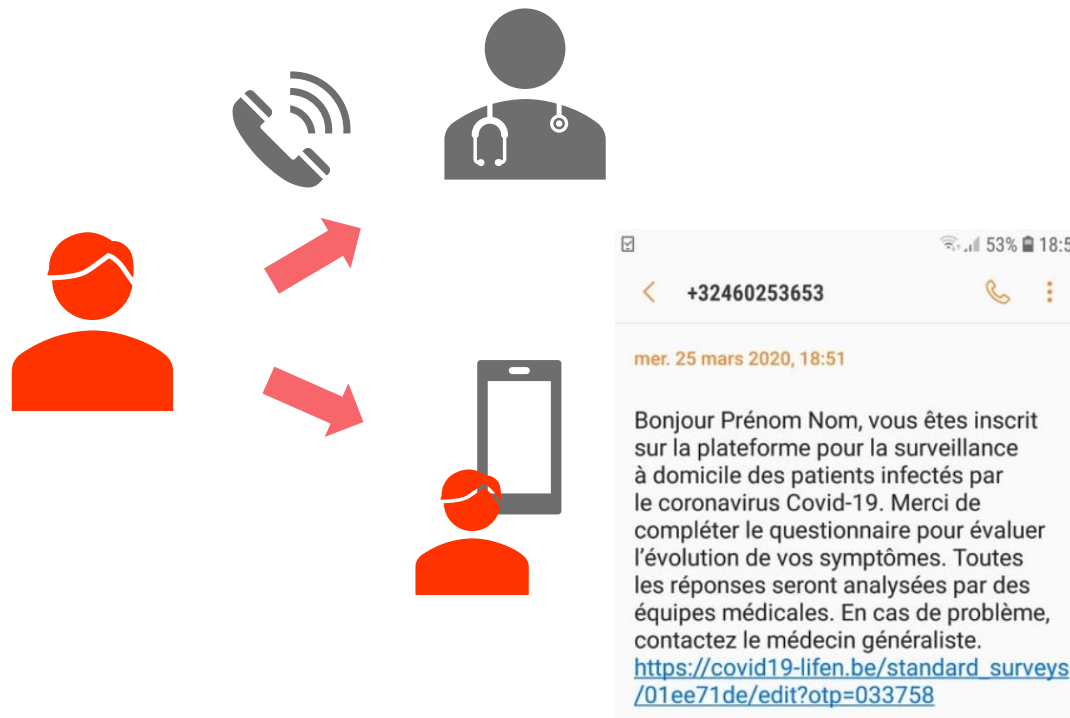 53% 18:5
+32460253653
mer. 25 mars 2020, 18:51
Bonjour Prénom Nom, vous êtes inscrit
sur la plateforme pour la surveillance
à domicile des patients infectés par
le coronavirus Covid-19. Merci de
compléter le questionnaire pour évaluer
l'évolution de vos symptômes. Toutes
les réponses seront analysées par des
équipes médicales. En cas de problème,
contactez le médecin généraliste.
https://covid19-lifen.be/standard_surveys
/01ee71de/edit?otp=033758